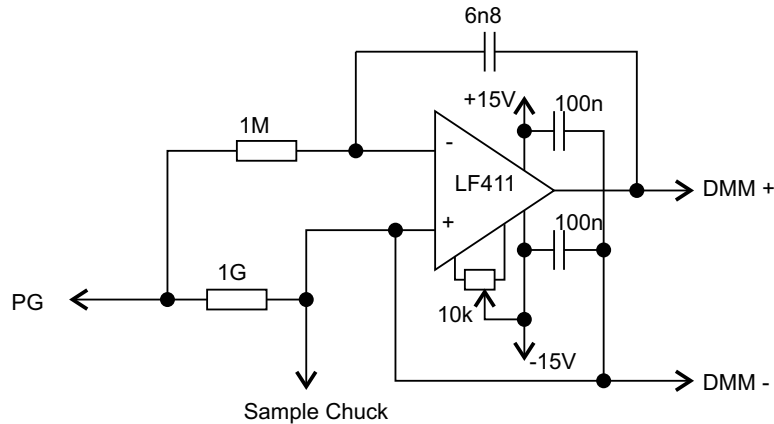 6n8
+15V
100n
1M
-
LF411
DMM +
+
100n
1G
PG
10k
-15V
DMM -
Sample Chuck